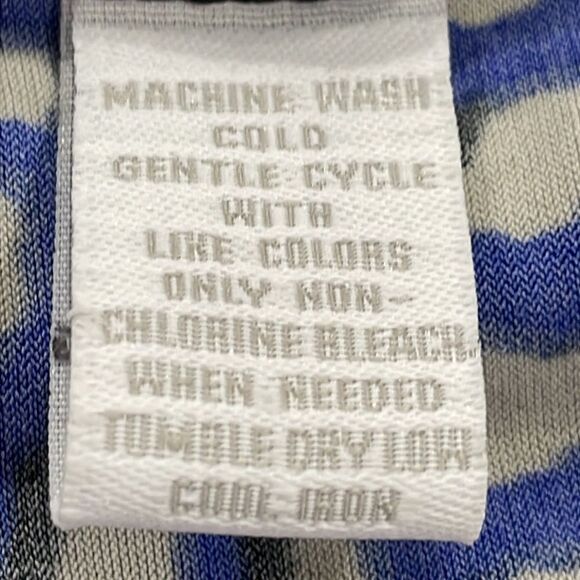 MACHINE WASH
COLD
GENTLE CYCLE
WITH
LIKE COLORS
ONLY NON-
CHLORINE BLEACH
WHEN NEEDED
TUMBLE DRY LOW
COOL IRON